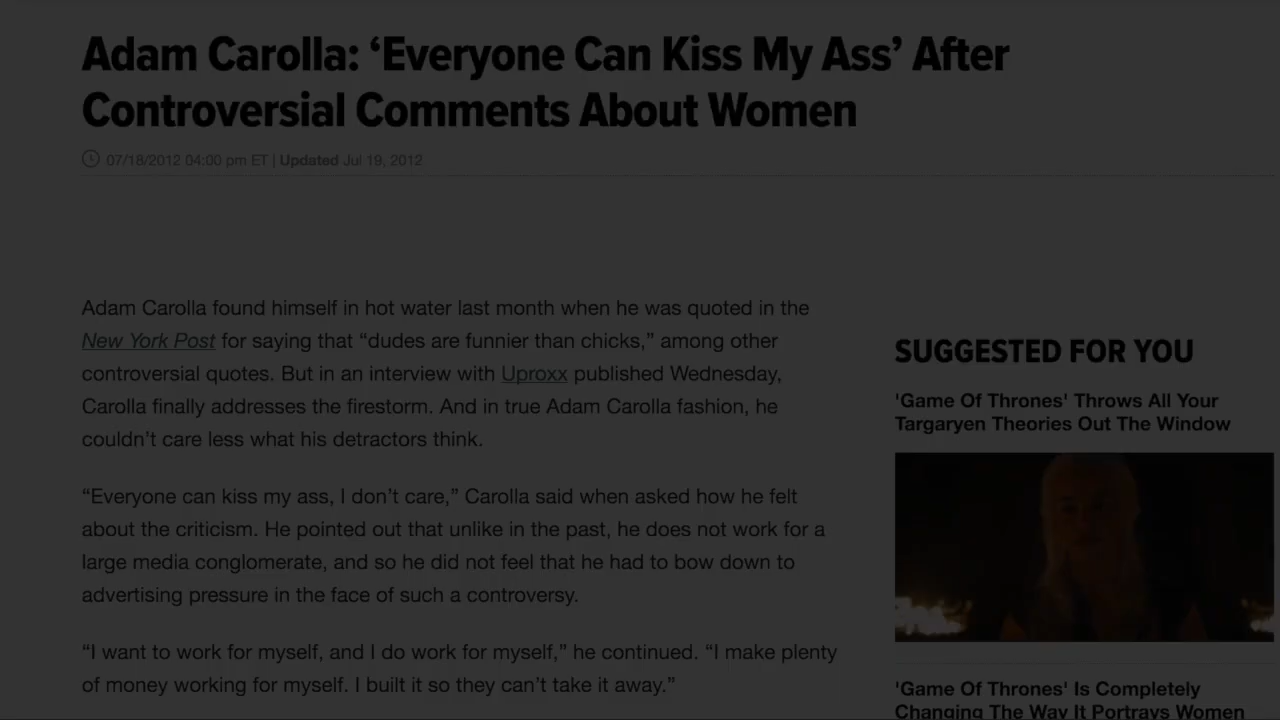 Adam Carolla: ‘Everyone Can Kiss My Ass’ After
Controversial Comments About Women
07/18/2012 04:00 pm ET | Updated Jul 19, 2012
Adam Carolla found himself in hot water last month when he was quoted in the
New York Post for saying that “dudes are funnier than chicks,” among other
controversial quotes. But in an interview with Uproxx published Wednesday,
Carolla finally addresses the firestorm. And in true Adam Carolla fashion, he
couldn’t care less what his detractors think.
“Everyone can kiss my ass, I don’t care,” Carolla said when asked how he felt
about the criticism. He pointed out that unlike in the past, he does not work for a
large media conglomerate, and so he did not feel that he had to bow down to
advertising pressure in the face of such a controversy.
“I want to work for myself, and I do work for myself,” he continued. “I make plenty
of money working for myself. I built it so they can’t take it away.”
SUGGESTED FOR YOU
'Game Of Thrones' Throws All Your
Targaryen Theories Out The Window
'Game Of Thrones' Is Completely
Changing The Way It Portrays Women